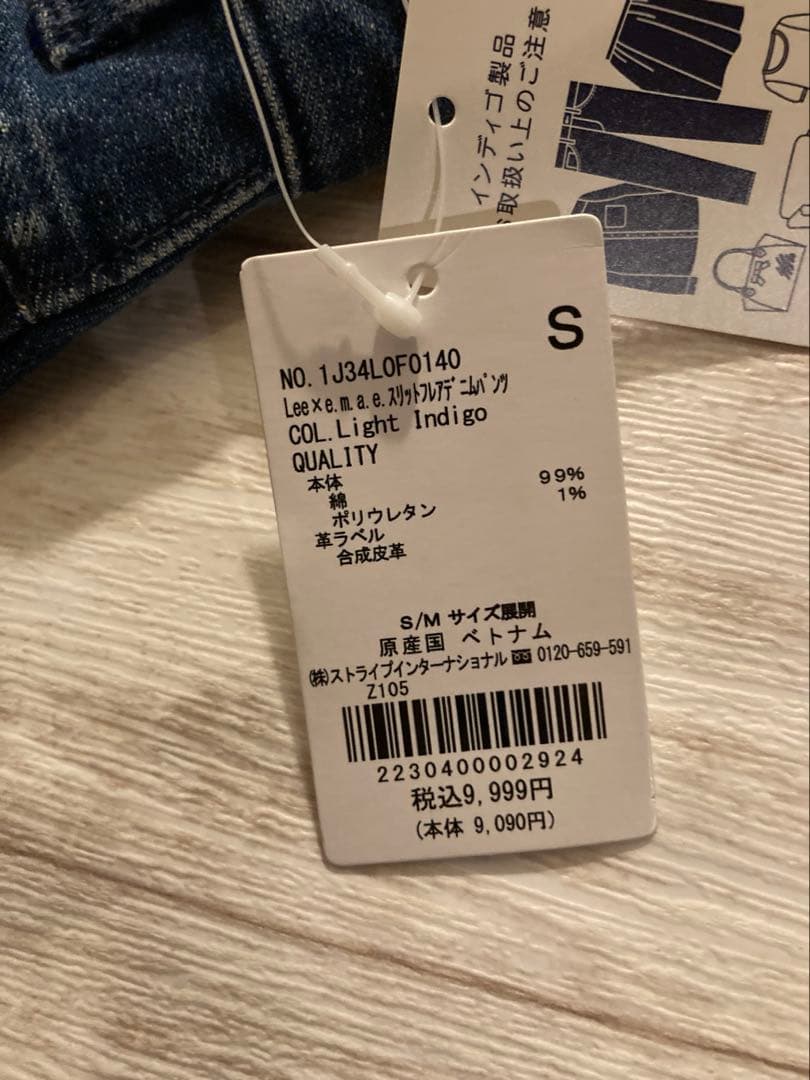 インディゴ製品
お取扱い上のご注意
S
NO.1J34L0F0140
Lee×e.m.a.e.ｽﾘｯﾄﾌﾚｱﾃﾞﾆﾑﾊﾟﾝﾂ
COL.Light Indigo
QUALITY
本体
綿 99%
ポリウレタン 1%
革ラベル
合成皮革
S/M サイズ展開
原産国 ベトナム
㈱ストライプインターナショナル 0120-659-591
Z105
2230400002924
税込9,999円
(本体 9,090円)